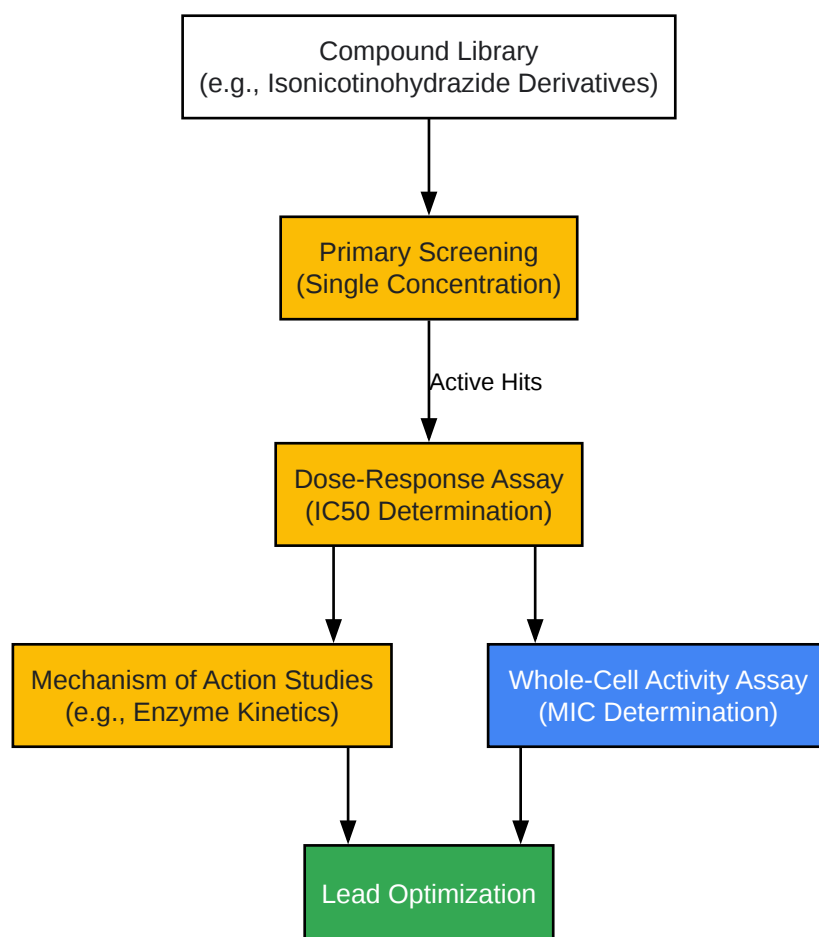 Compound Library
(e.g., Isonicotinohydrazide Derivatives)
Primary Screening
(Single Concentration)
Active Hits
Dose-Response Assay
(IC50 Determination)
Mechanism of Action Studies
(e.g., Enzyme Kinetics)
Whole-Cell Activity Assay
(MIC Determination)
Lead Optimization